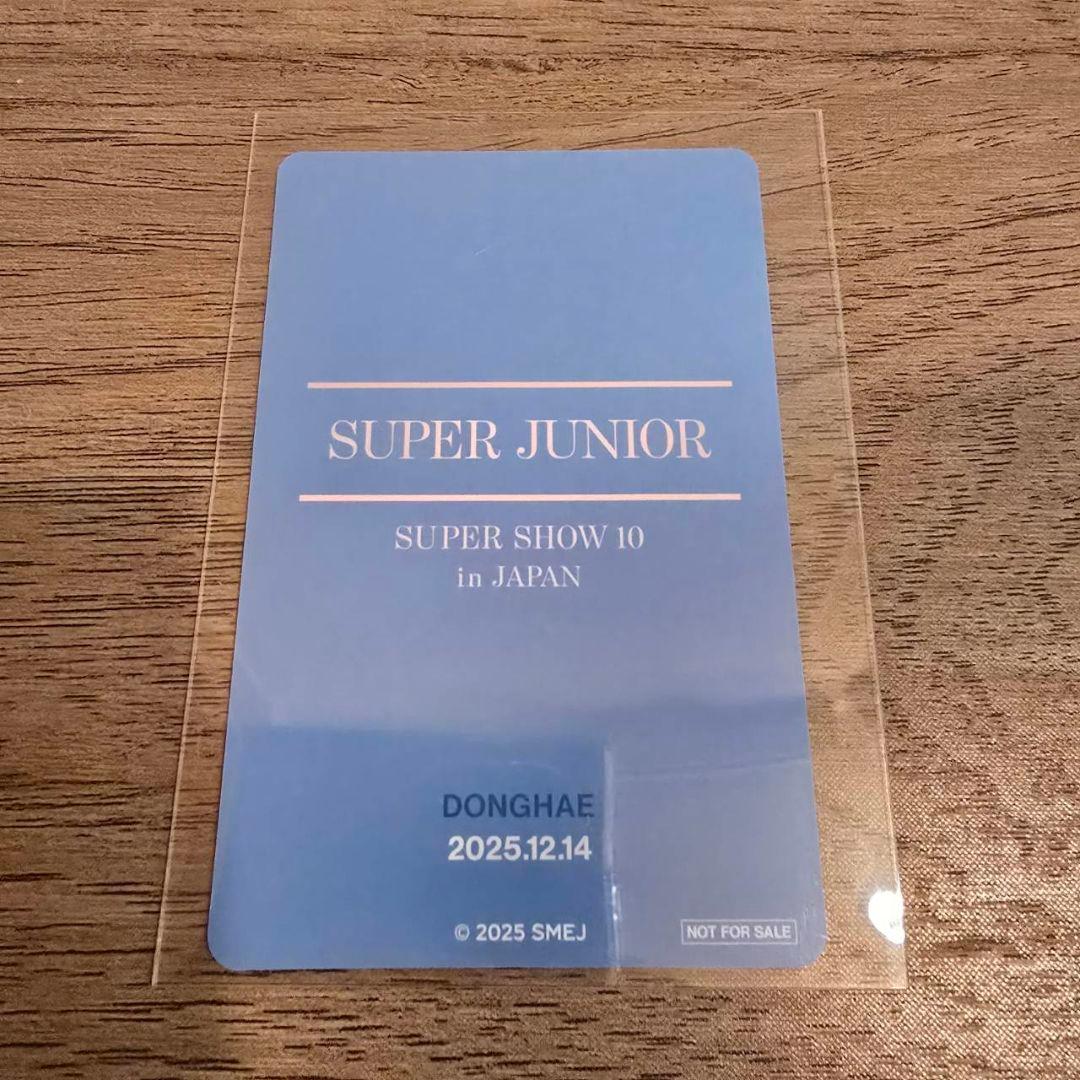 SUPER JUNIOR
SUPER SHOW 10
in JAPAN
DONGHAE
2025.12.14
© 2025 SMEJ
NOT FOR SALE